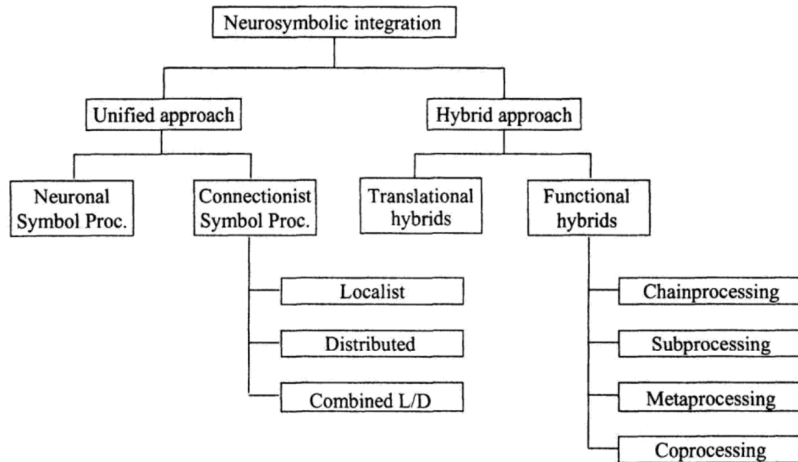 Neurosymbolic integration
Unified approach
Hybrid approach
Neuronal
Symbol Proc.
Connectionist
Symbol Proc.
Translational
hybrids
Functional
hybrids
Localist
Distributed
Combined L/D
Chainprocessing
Subprocessing
Metaprocessing
Coprocessing